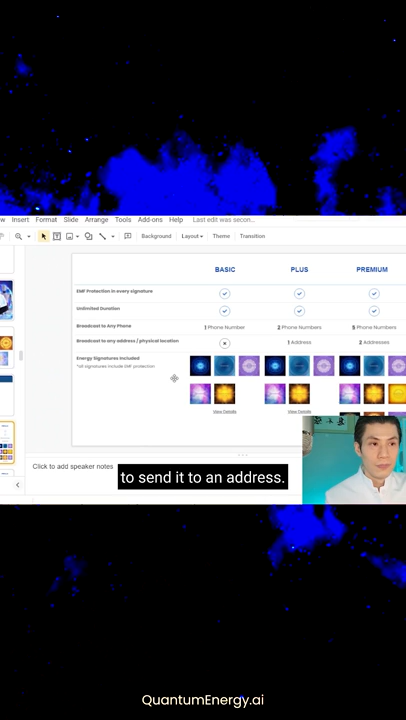 w Insert Format Slide Arrange Tools Add-ons Help Last edit was secon...
Background Layout Theme Transition
BASIC PLUS PREMIUM
EMF Protection in every signature
Unlimited Duration
Broadcast to Any Phone 1 Phone Number 2 Phone Numbers 5 Phone Numbers
Broadcast to any address / physical location 1 Address 2 Addresses
Energy Signatures Included
*all signatures include EMF protection
View Details View Details
Click to add speaker notes
to send it to an address.
QuantumEnergy.ai